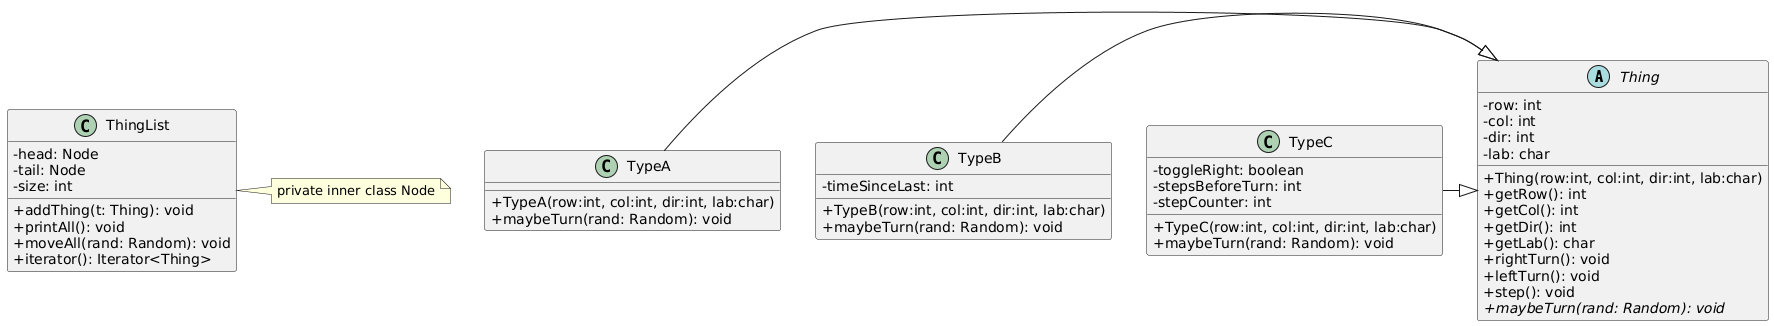 C ThingList
-head: Node
-tail: Node
-size: int
+addThing(t: Thing): void
+printAll(): void
+moveAll(rand: Random): void
+iterator(): Iterator<Thing>
private inner class Node
C TypeA
+TypeA(row:int, col:int, dir:int, lab:char)
+maybeTurn(rand: Random): void
C TypeB
-timeSinceLast: int
+TypeB(row:int, col:int, dir:int, lab:char)
+maybeTurn(rand: Random): void
C TypeC
-toggleRight: boolean
-stepsBeforeTurn: int
-stepCounter: int
+TypeC(row:int, col:int, dir:int, lab:char)
+maybeTurn(rand: Random): void
A Thing
-row: int
-col: int
-dir: int
-lab: char
+Thing(row:int, col:int, dir:int, lab:char)
+getRow(): int
+getCol(): int
+getDir(): int
+getLab(): char
+rightTurn(): void
+leftTurn(): void
+step(): void
+maybeTurn(rand: Random): void